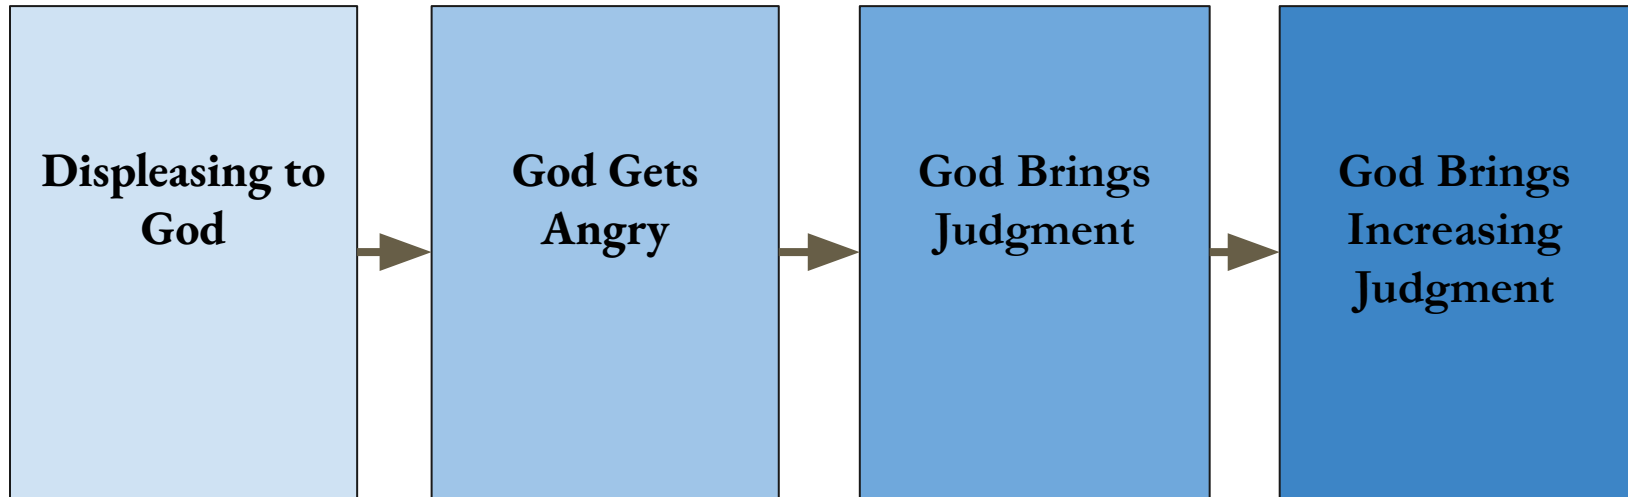 Displeasing to
God
God Gets
Angry
God Brings
Judgment
God Brings
Increasing
Judgment